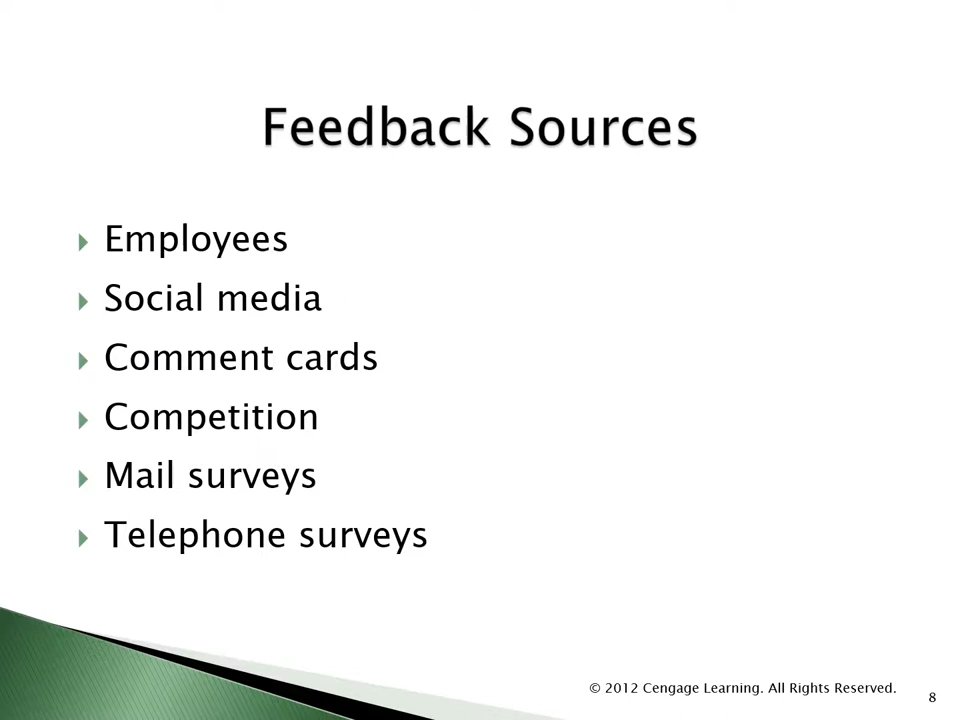 Feedback Sources
Employees
Social media
Comment cards
Competition
Mail surveys
Telephone surveys
© 2012 Cengage Learning. All Rights Reserved.
8